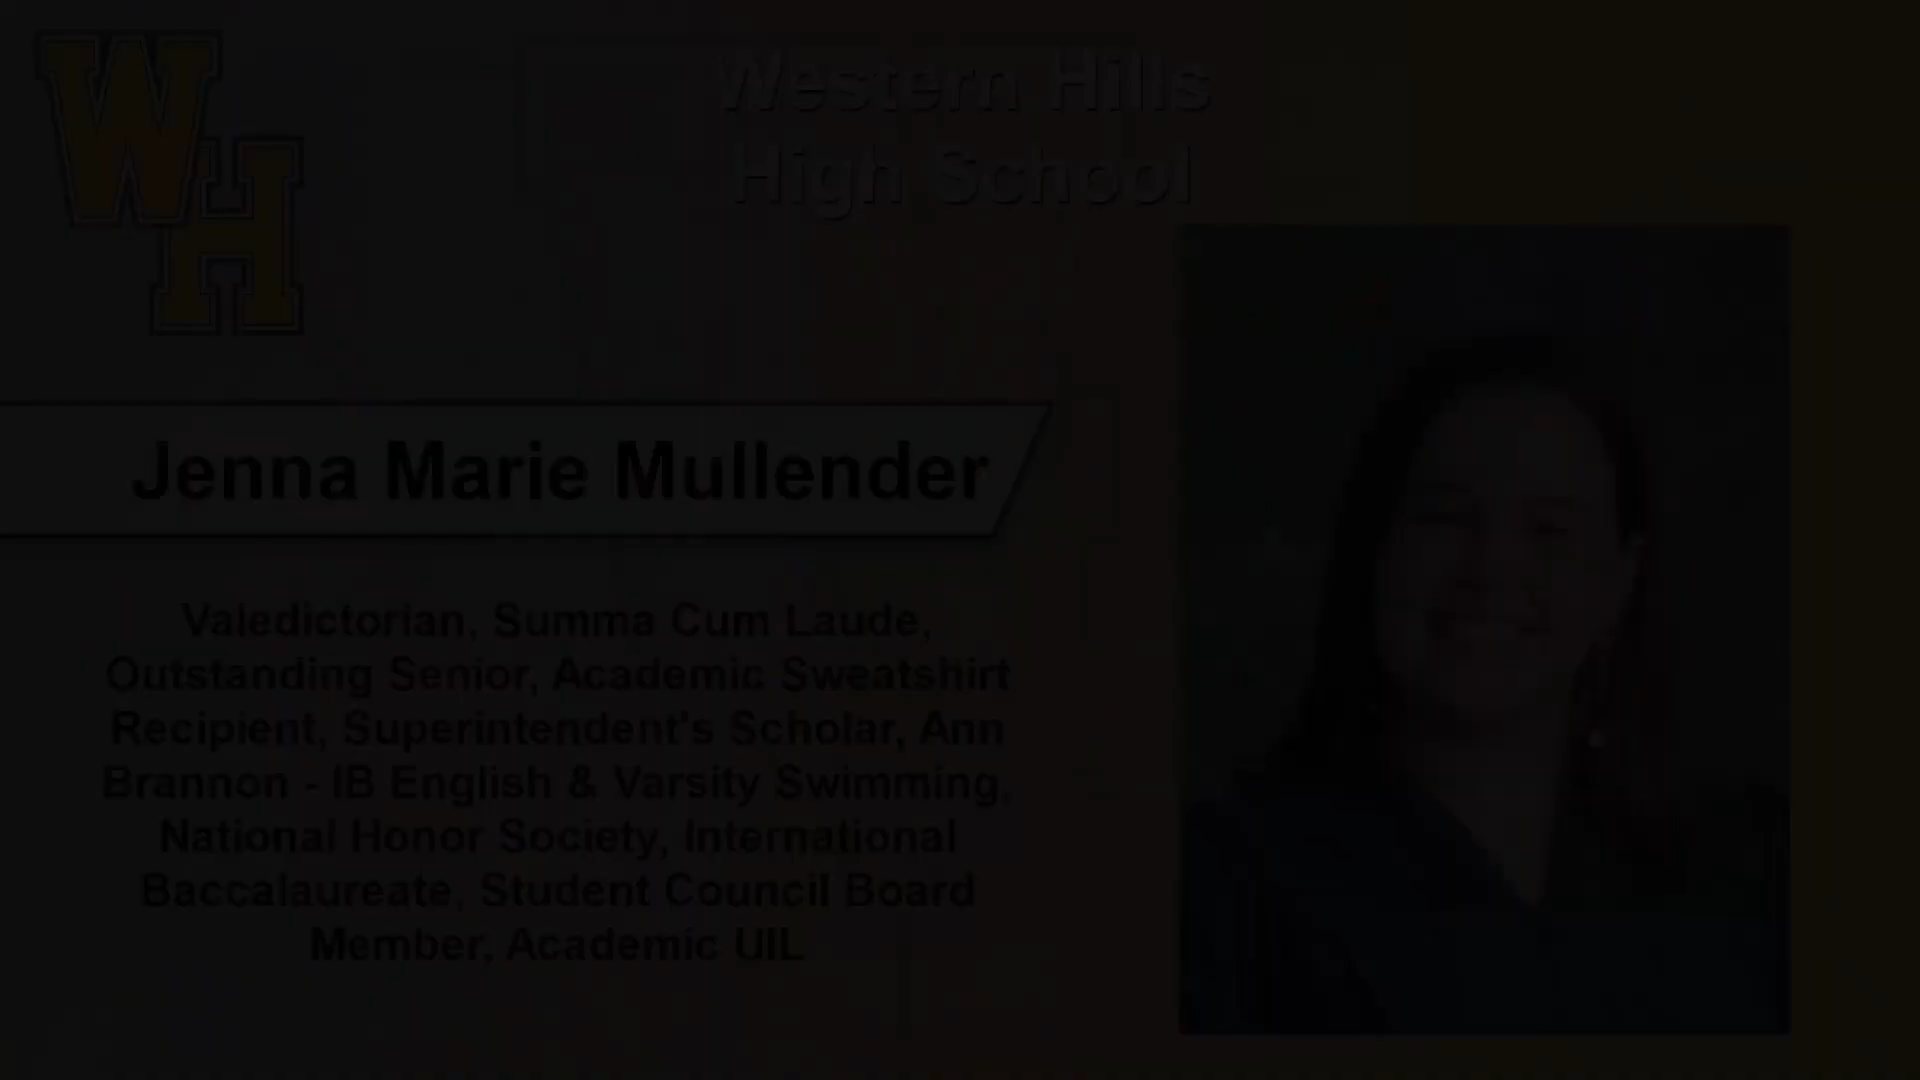 WH
Western Hills
High School
Jenna Marie Mullender
Valedictorian, Summa Cum Laude,
Outstanding Senior, Academic Sweatshirt
Recipient, Superintendent's Scholar, Ann
Brannon - IB English & Varsity Swimming,
National Honor Society, International
Baccalaureate, Student Council Board
Member, Academic UIL